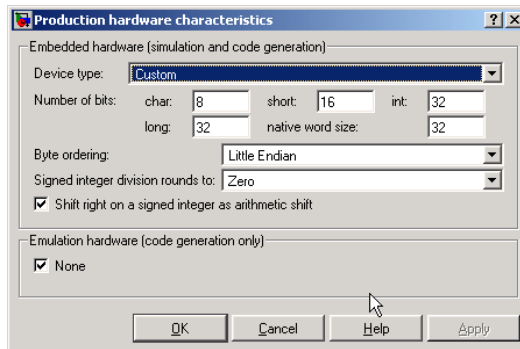 Production hardware characteristics
Embedded hardware (simulation and code generation)
Device type: Custom
Number of bits: char: 8 short: 16 int: 32
long: 32 native word size: 32
Byte ordering: Little Endian
Signed integer division rounds to: Zero
Shift right on a signed integer as arithmetic shift
Emulation hardware (code generation only)
None
OK Cancel Help Apply